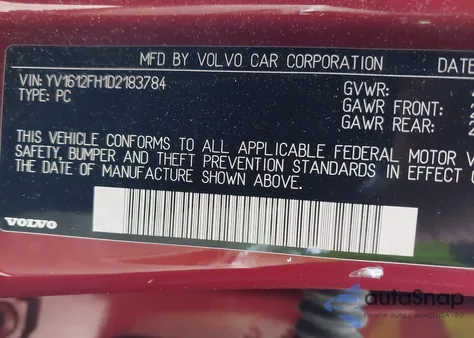 MFD BY VOLVO CAR CORPORATION DATE
VIN: YV1612FH1D2183784
TYPE: PC
GVWR:
GAWR FRONT:
GAWR REAR:
THIS VEHICLE CONFORMS TO ALL APPLICABLE FEDERAL MOTOR
SAFETY, BUMPER AND THEFT PREVENTION STANDARDS IN EFFECT
THE DATE OF MANUFACTURE SHOWN ABOVE.
VOLVO
autoSnap